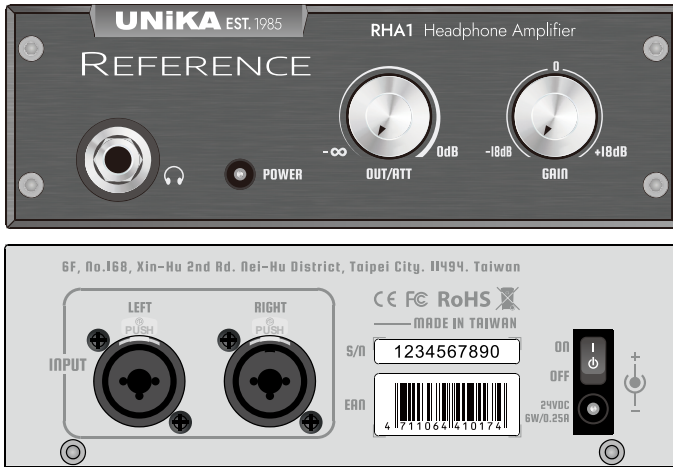 UNiKA EST. 1985
RHA1 Headphone Amplifier
REFERENCE
0
-∞ 0dB
-18dB +18dB
POWER
OUT/ATT
GAIN
6F, No.168, Xin-Hu 2nd Rd. Nei-Hu District, Taipei City. 11494. Taiwan
LEFT RIGHT
PUSH PUSH
INPUT
CE FC RoHS
MADE IN TAIWAN
S/N 1234567890
EAN
4 711064 410174
ON
OFF
24VDC
6W/0.25A
+
-